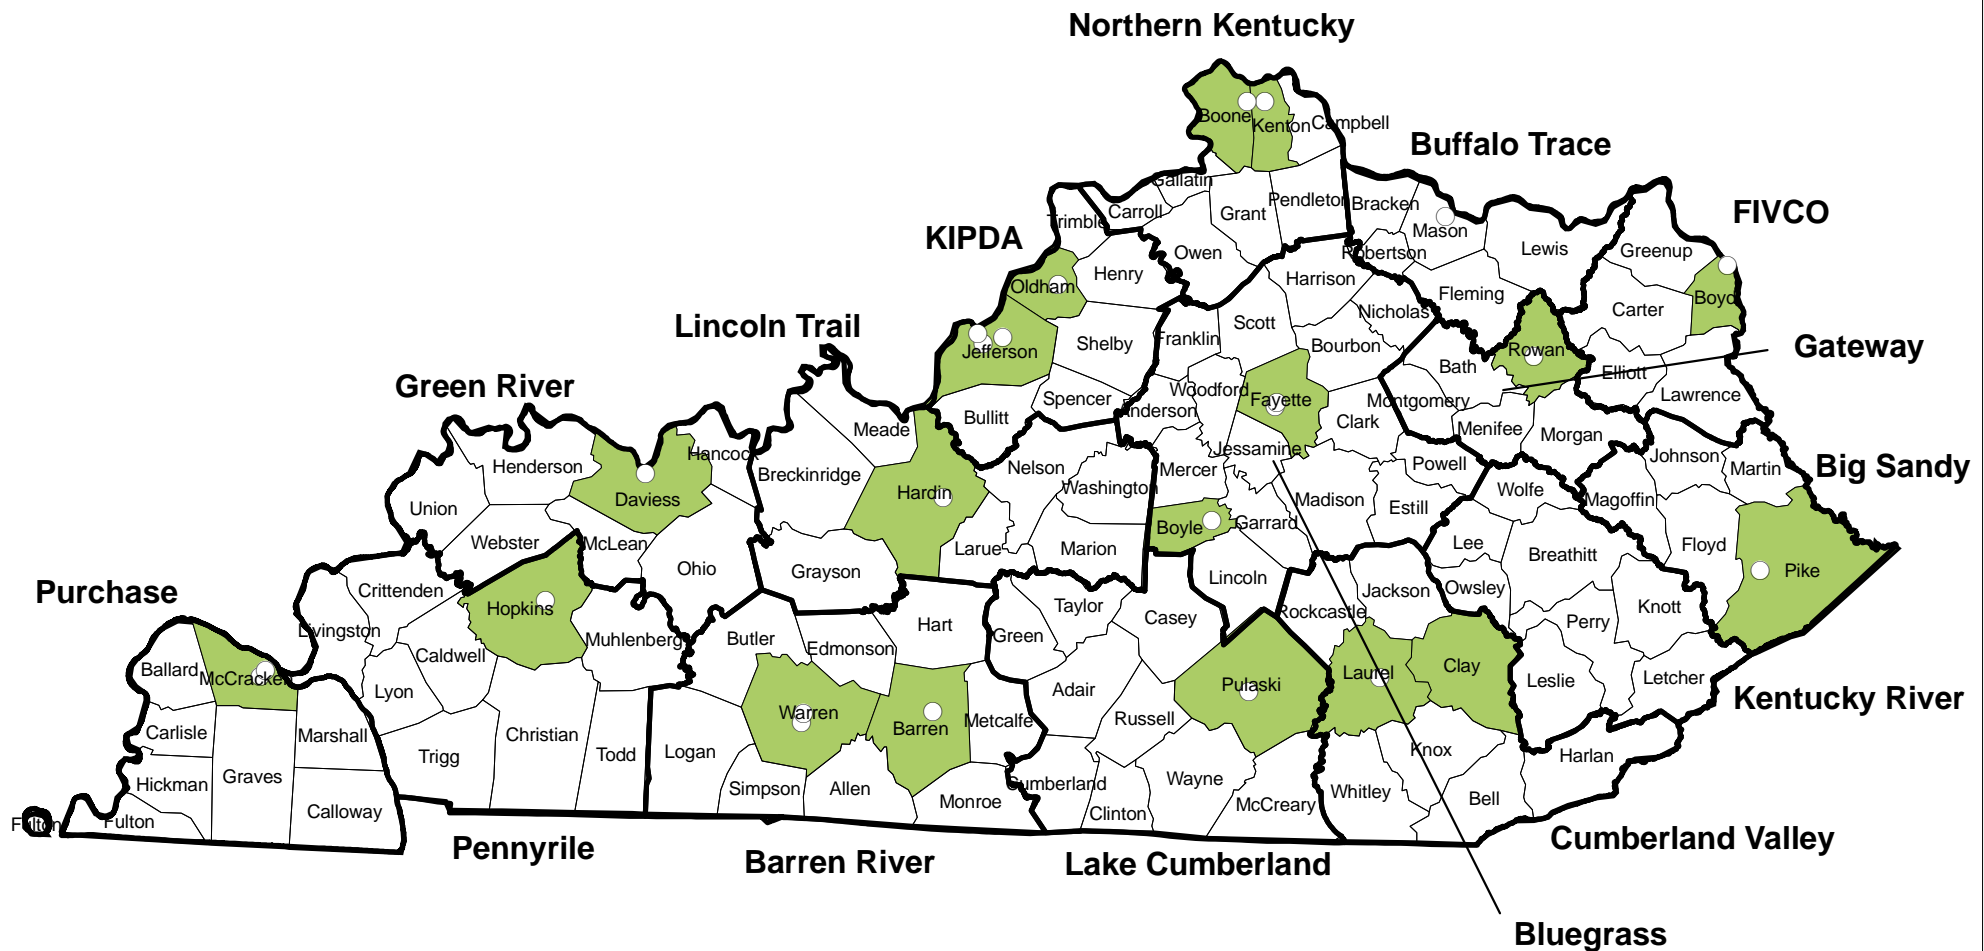 Northern Kentucky
Boone
Kenton
Campbell
Buffalo Trace
Gallatin
Carroll
Trimble
Grant
Pendleton
Bracken
Mason
FIVCO
KIPDA
Owen
Robertson
Lewis
Greenup
Oldham
Henry
Harrison
Fleming
Carter
Boyd
Lincoln Trail
Jefferson
Shelby
Franklin
Scott
Nicholas
Bourbon
Rowan
Gateway
Green River
Bath
Elliott
Lawrence
Spencer
Anderson
Woodford
Fayette
Montgomery
Bullitt
Clark
Meade
Menifee
Morgan
Henderson
Hancock
Breckinridge
Nelson
Jessamine
Mercer
Powell
Johnson
Martin
Big Sandy
Union
Daviess
Hardin
Washington
Madison
Estill
Wolfe
Magoffin
Webster
McLean
Larue
Marion
Boyle
Garrard
Lee
Breathitt
Floyd
Pike
Purchase
Crittenden
Ohio
Grayson
Lincoln
Jackson
Owsley
Hopkins
Taylor
Casey
Rockcastle
Knott
Livingston
Muhlenberg
Butler
Edmonson
Hart
Green
Perry
Ballard
McCracken
Caldwell
Lyon
Adair
Pulaski
Laurel
Clay
Leslie
Letcher
Kentucky River
Carlisle
Marshall
Christian
Todd
Logan
Warren
Barren
Metcalfe
Russell
Knox
Harlan
Hickman
Graves
Trigg
Simpson
Allen
Monroe
Cumberland
Wayne
McCreary
Whitley
Bell
Fulton
Fulton
Calloway
Clinton
Pennyrile
Barren River
Lake Cumberland
Cumberland Valley
Bluegrass